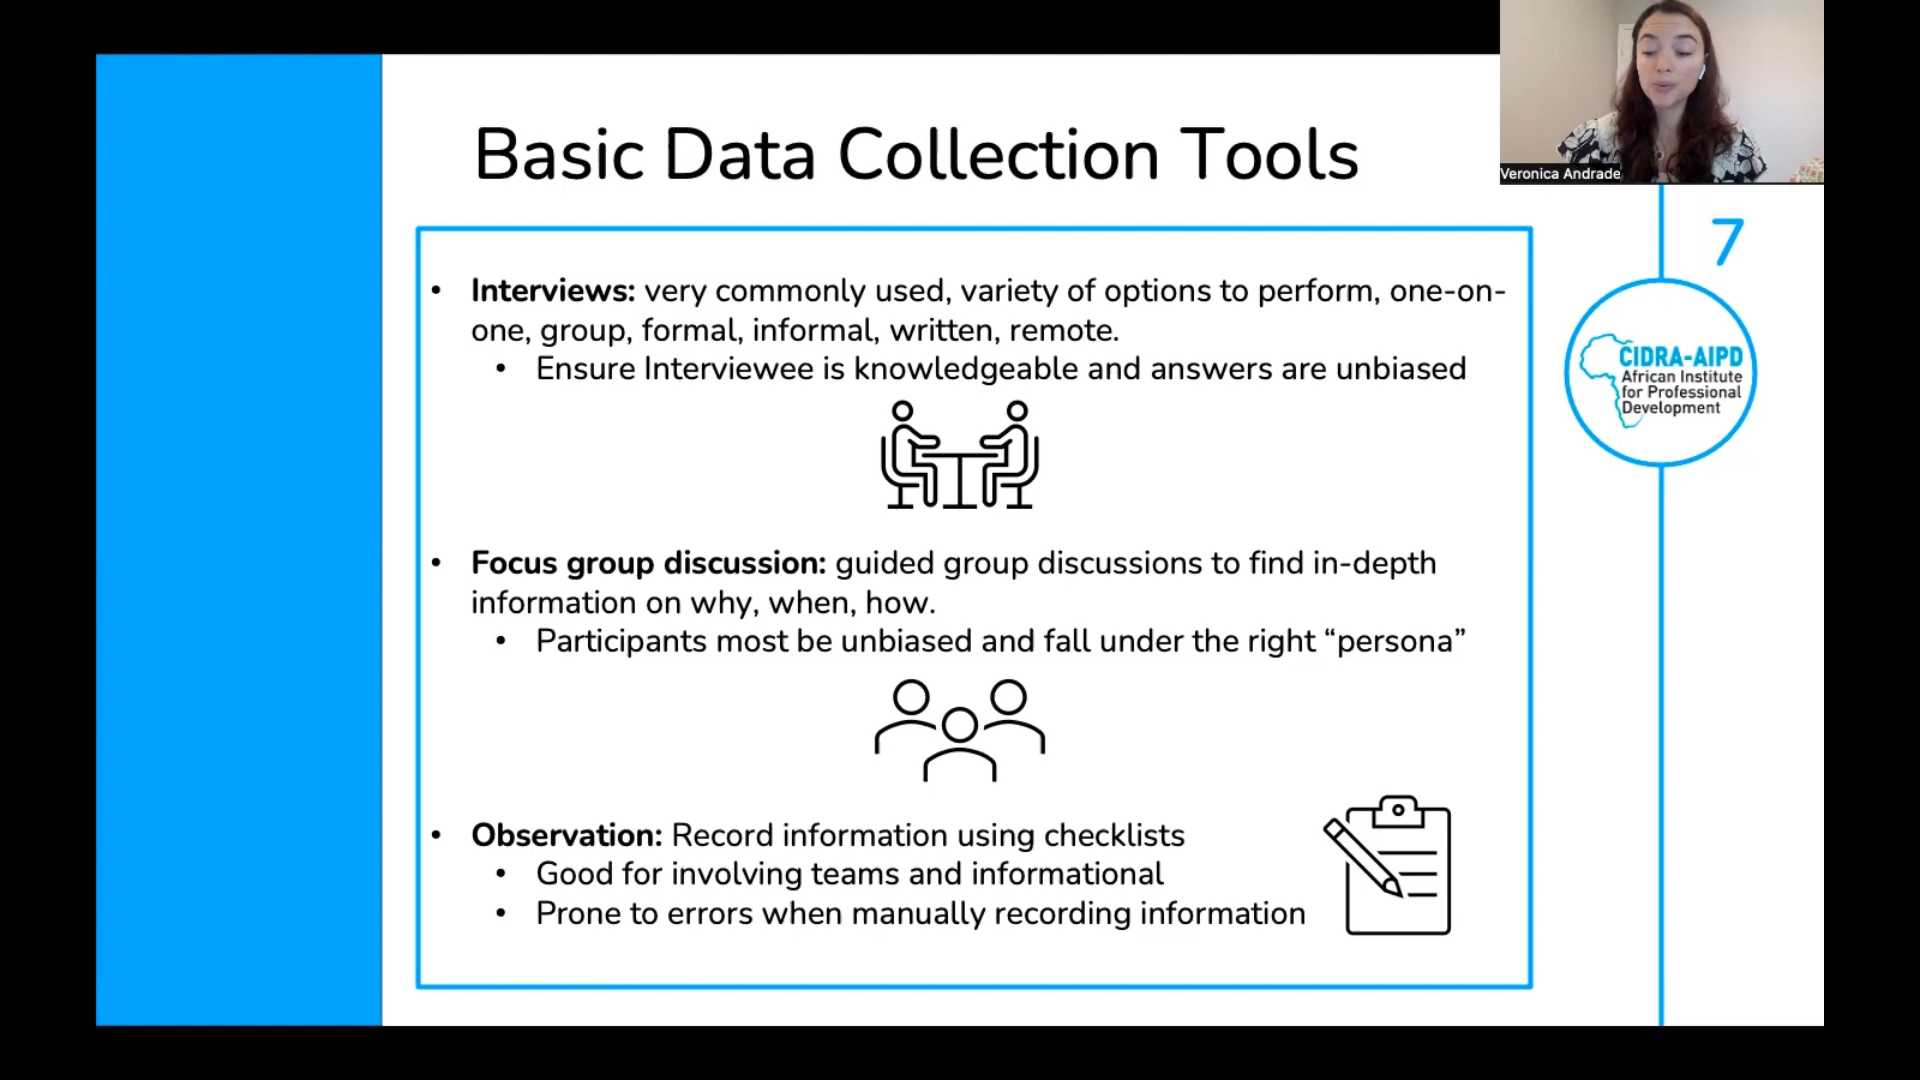 Basic Data Collection Tools
Veronica Andrade
7
• Interviews: very commonly used, variety of options to perform, one-on-
one, group, formal, informal, written, remote.
• Ensure Interviewee is knowledgeable and answers are unbiased
CIDRA-AIPD
African Institute
for Professional
Development
• Focus group discussion: guided group discussions to find in-depth
information on why, when, how.
• Participants most be unbiased and fall under the right “persona”
• Observation: Record information using checklists
• Good for involving teams and informational
• Prone to errors when manually recording information